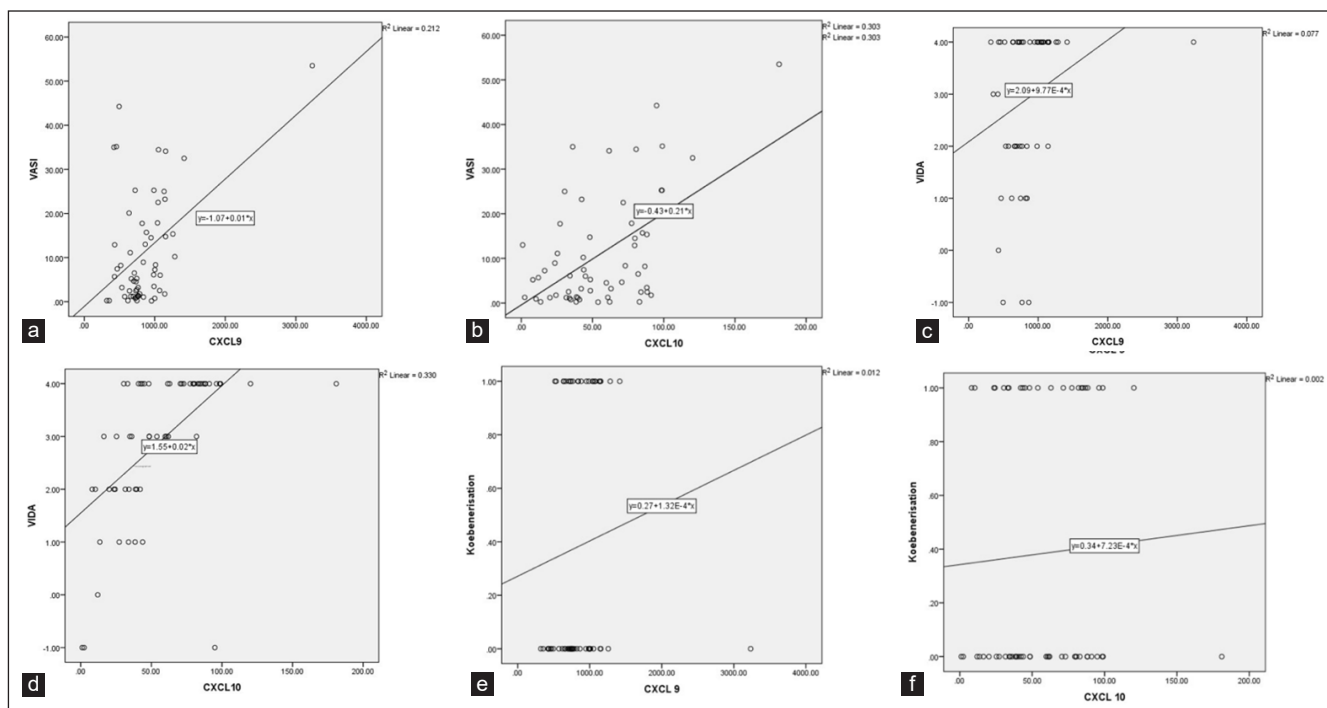 R2 Linear = 0.212
60.00
50.00
40.00
30.00
20.00
10.00
.00
VASI
y=-1.07+0.01*x
.00 1000.00 2000.00 3000.00 4000.00
CXCL9
a
R2 Linear = 0.303
R2 Linear = 0.303
60.00
50.00
40.00
30.00
20.00
10.00
.00
VASI
y=-0.43+0.21*x
.00 50.00 100.00 150.00 200.00
CXCL10
b
R2 Linear = 0.077
4.00
3.00
2.00
1.00
.00
-1.00
VIDA
y=2.09+9.77E-4*x
.00 1000.00 2000.00 3000.00 4000.00
CXCL9
c
R2 Linear = 0.330
4.00
3.00
2.00
1.00
.00
-1.00
VIDA
y=1.55+0.02*x
.00 50.00 100.00 150.00 200.00
CXCL10
d
R2 Linear = 0.012
1.00
.80
.60
.40
.20
.00
Koebenerisation
y=0.27+1.32E-4*x
.00 1000.00 2000.00 3000.00 4000.00
CXCL 9
e
R2 Linear = 0.002
1.00
.80
.60
.40
.20
.00
Koebenerisation
y=0.34+7.23E-4*x
.00 50.00 100.00 150.00 200.00
CXCL 10
f